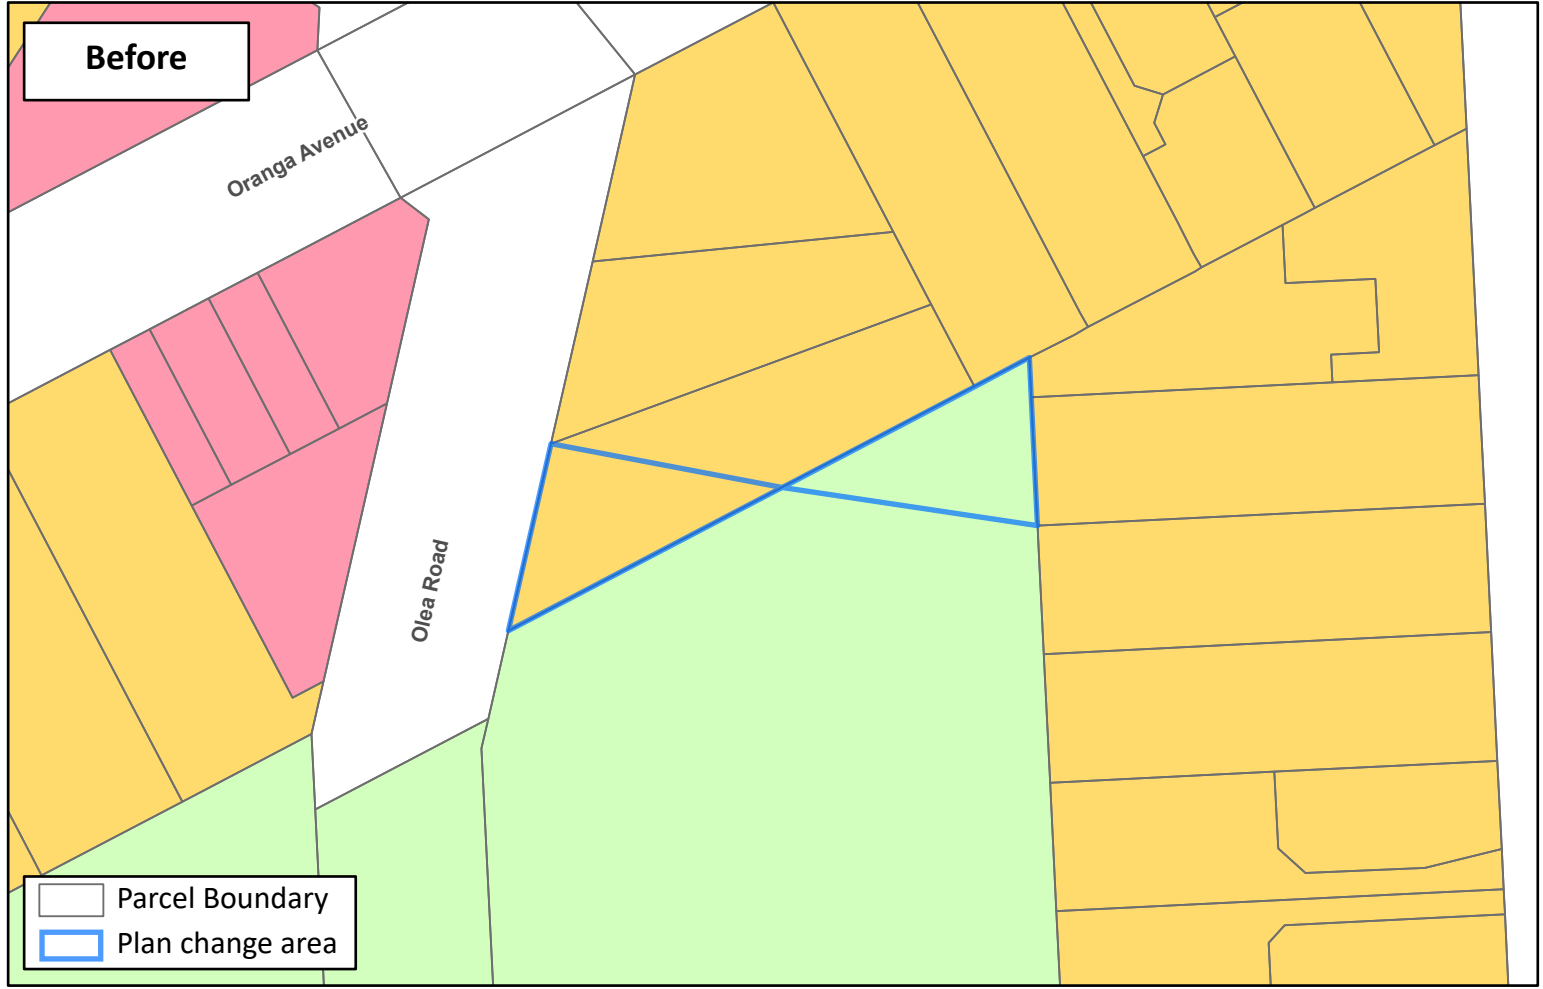 Before
Oranga Avenue
Olea Road
Parcel Boundary
Plan change area